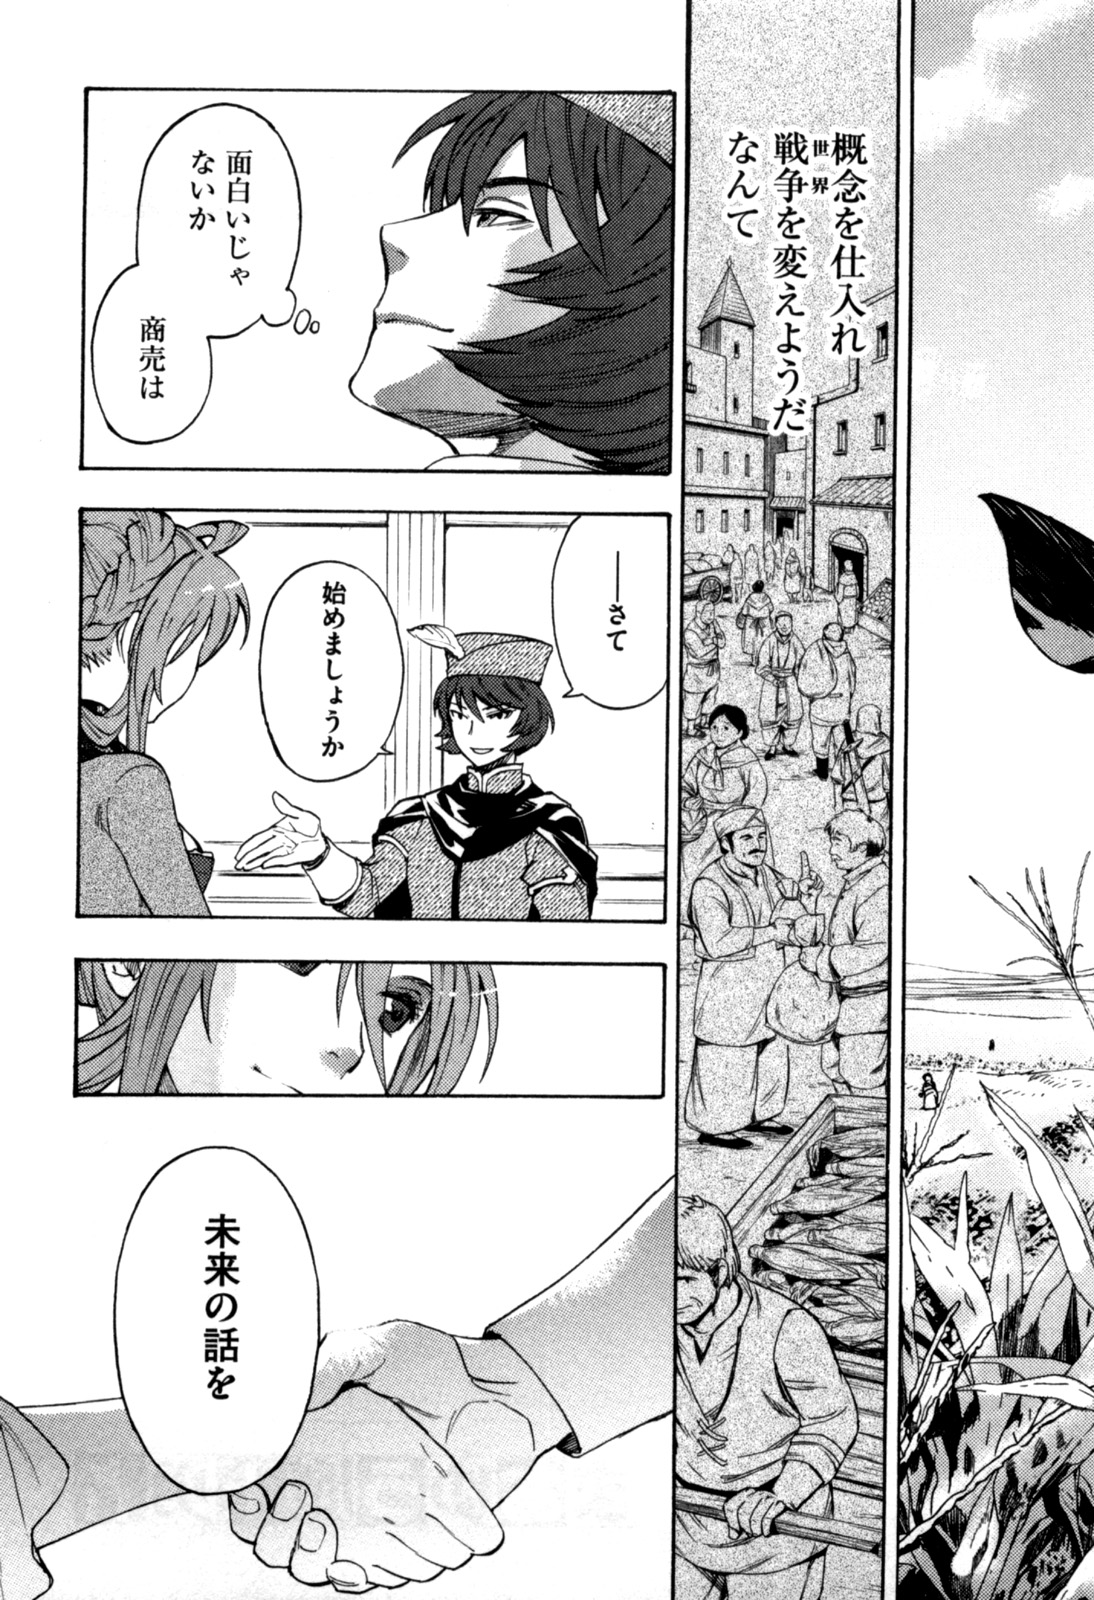 概念を仕入れ
世界
戦争を変えようだ
なんて
面白いじゃ
ないか
商売は
──さて
始めましょうか
未来の話を